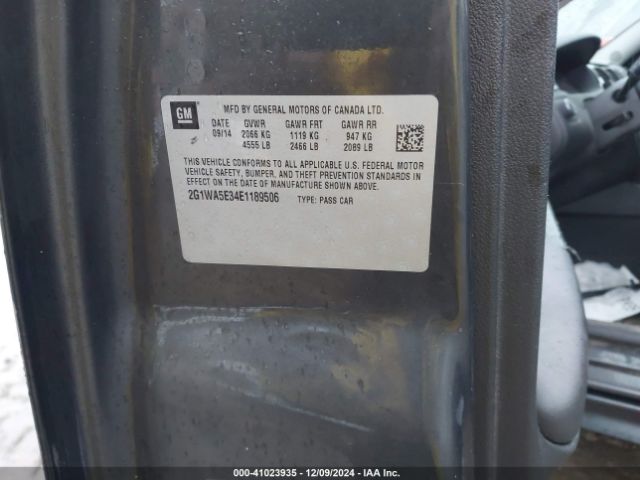 GM
MFD BY GENERAL MOTORS OF CANADA LTD.
DATE GVWR GAWR FRT GAWR RR
09/14 2066 KG 1119 KG 947 KG
4555 LB 2466 LB 2089 LB
THIS VEHICLE CONFORMS TO ALL APPLICABLE U.S. FEDERAL MOTOR
VEHICLE SAFETY, BUMPER, AND THEFT PREVENTION STANDARDS IN
EFFECT ON THE DATE OF MANUFACTURE SHOWN ABOVE.
2G1WA5E34E1189506 TYPE: PASS CAR
Stock - 41023935 - 12/09/2024 - IAA Inc.